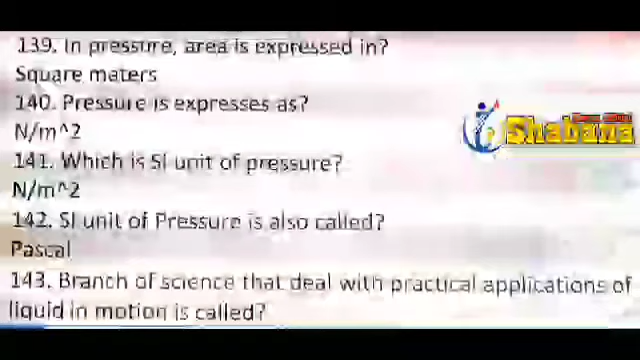 139. In pressure, area is expressed in?
Square meters
140. Pressure is expresses as?
N/m^2
Shabana
141. Which is SI unit of pressure?
N/m^2
142. SI unit of Pressure is also called?
Pascal
143. Branch of science that deal with practical applications of
liquid in motion is called?